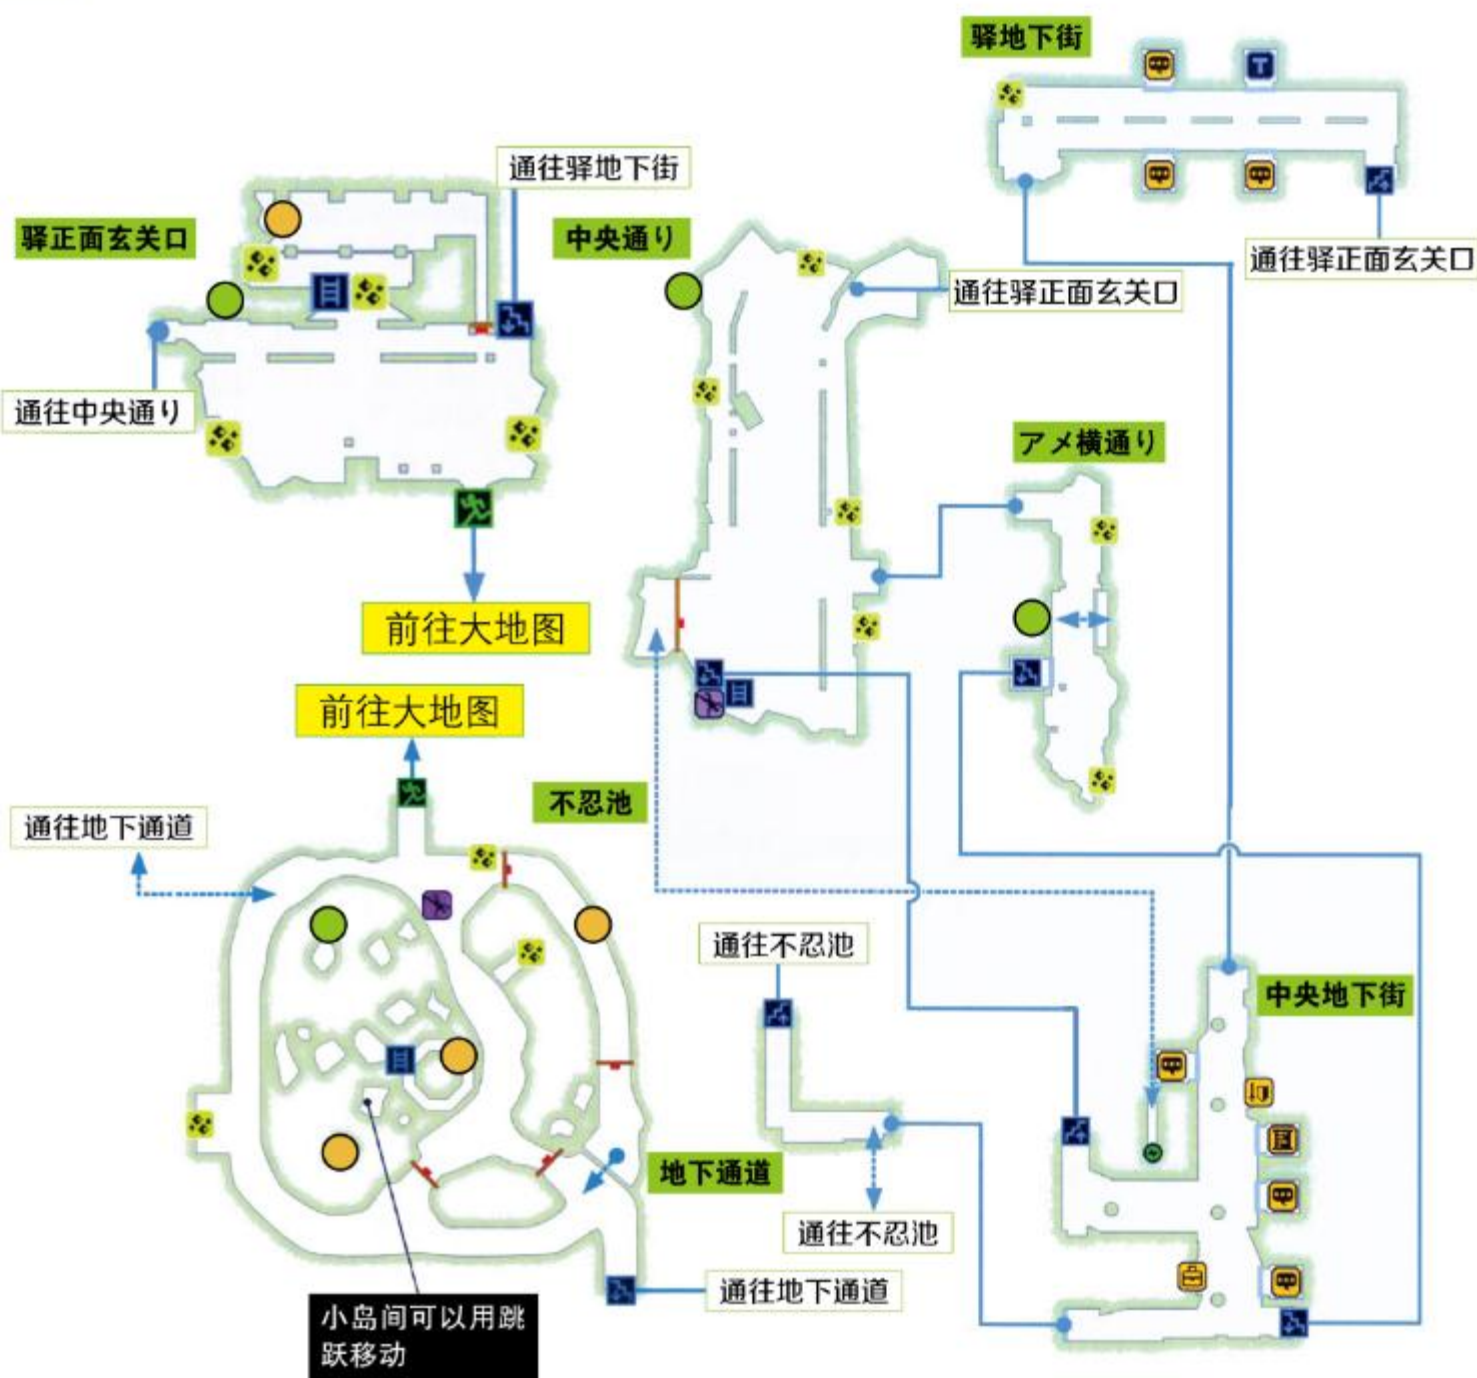 驿地下街
通往驿地下街
驿正面玄关口
中央通り
通往驿正面玄关口
通往驿正面玄关口
通往中央通り
アメ横通り
前往大地图
前往大地图
不忍池
通往地下通道
通往不忍池
中央地下街
地下通道
通往不忍池
通往地下通道
小岛间可以用跳
跃移动